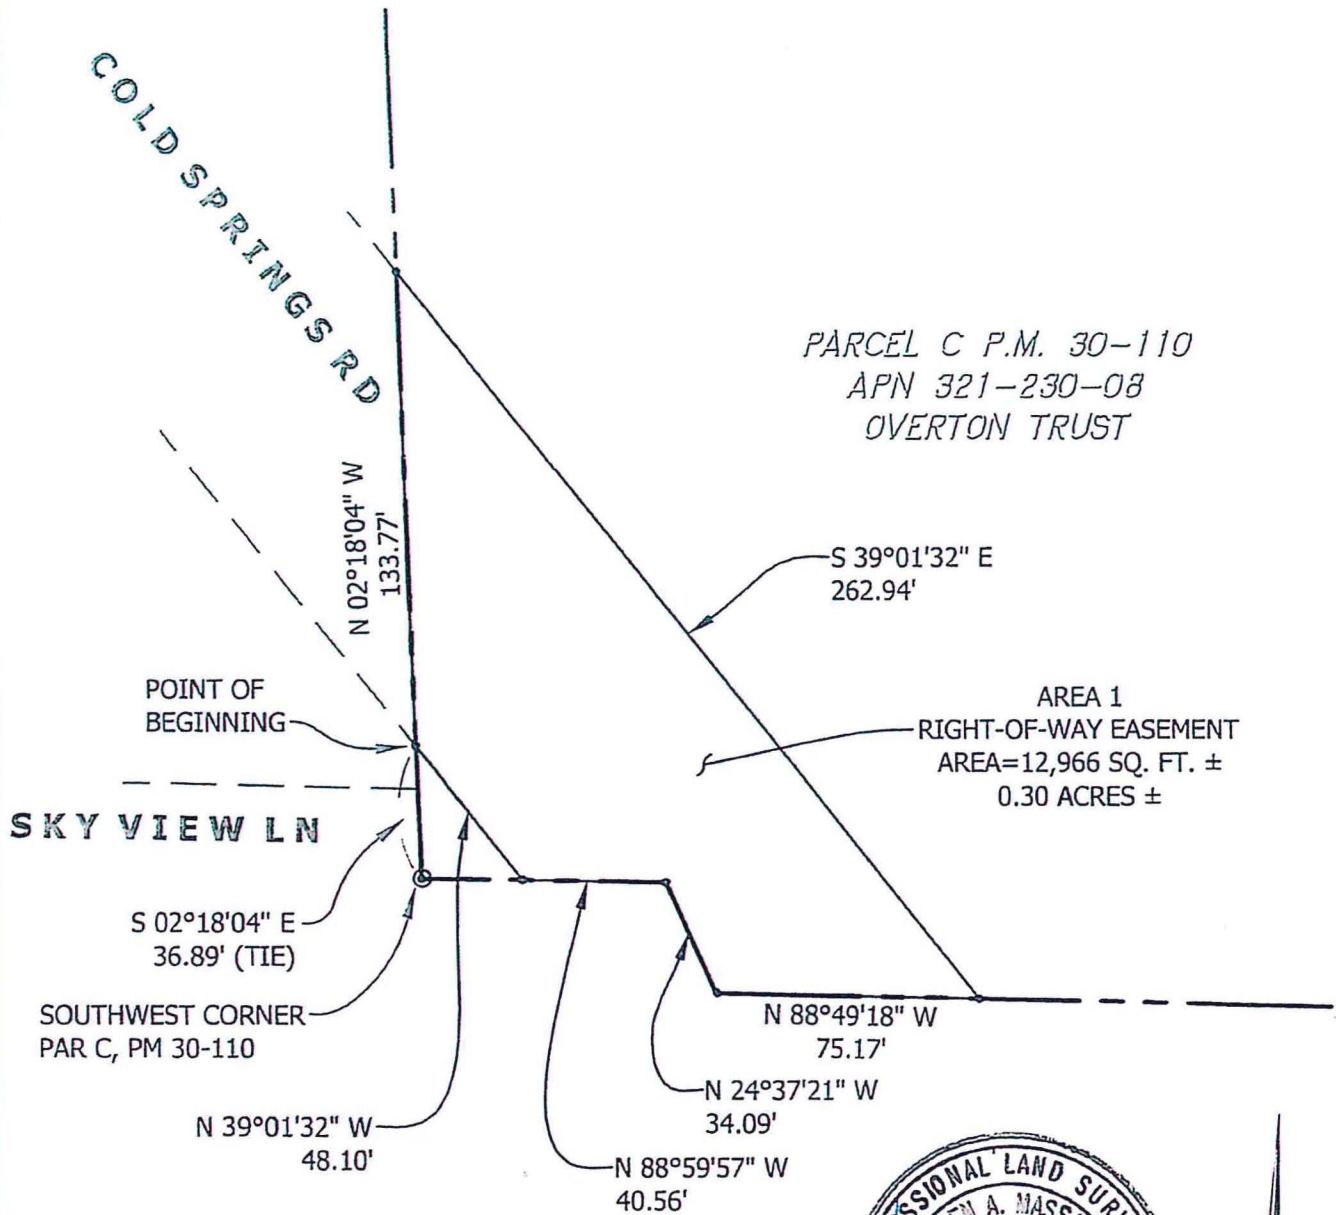 COLD SPRINGS RD
PARCEL C P.M. 30-110
APN 321-230-08
OVERTON TRUST
N 02°18'04" W
133.77'
S 39°01'32" E
262.94'
POINT OF
BEGINNING
AREA 1
RIGHT-OF-WAY EASEMENT
AREA=12,966 SQ. FT. ±
0.30 ACRES ±
SKY VIEW LN
S 02°18'04" E
36.89' (TIE)
SOUTHWEST CORNER
PAR C, PM 30-110
N 88°49'18" W
75.17'
N 24°37'21" W
34.09'
N 39°01'32" W
48.10'
N 88°59'57" W
40.56'
LAND
A.